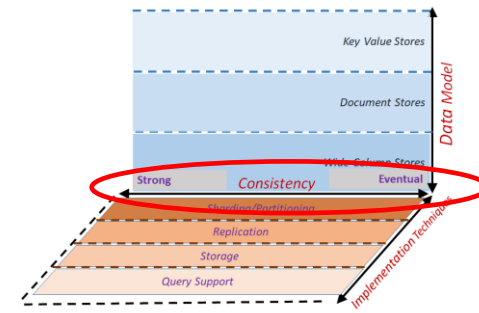 Key Value Stores
Document Stores
Wide Column Stores
Data Model
Strong
Consistency
Eventual
Sharding/Partitioning
Replication
Storage
Query Support
Implementation Techniques